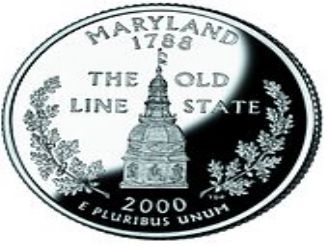 MARYLAND
1788
THE OLD
LINE STATE
2000
E PLURIBUS UNUM